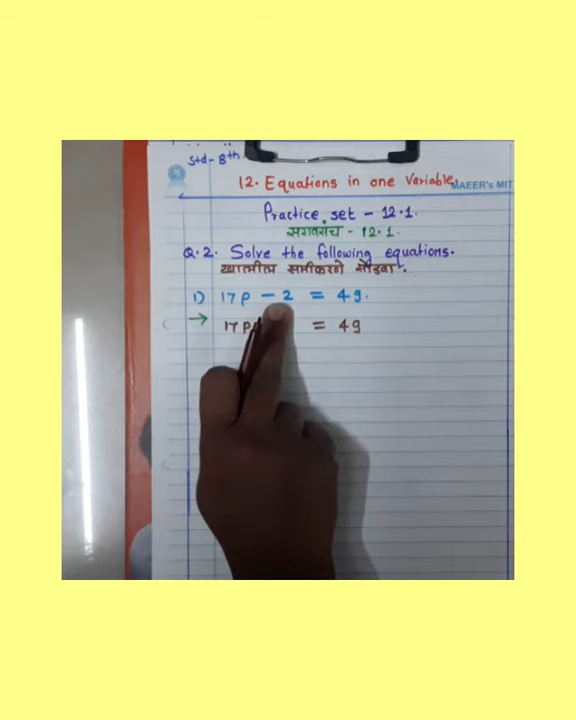 Std- 8th
12. Equations in one Variable.
MAEER's MIT
Practice set - 12.1.
सरावसंच - 12.1.
Q.2. Solve the following equations.
खालील समीकरणे सोडवा.
1) 17p - 2 = 49.
→ 17p = 49